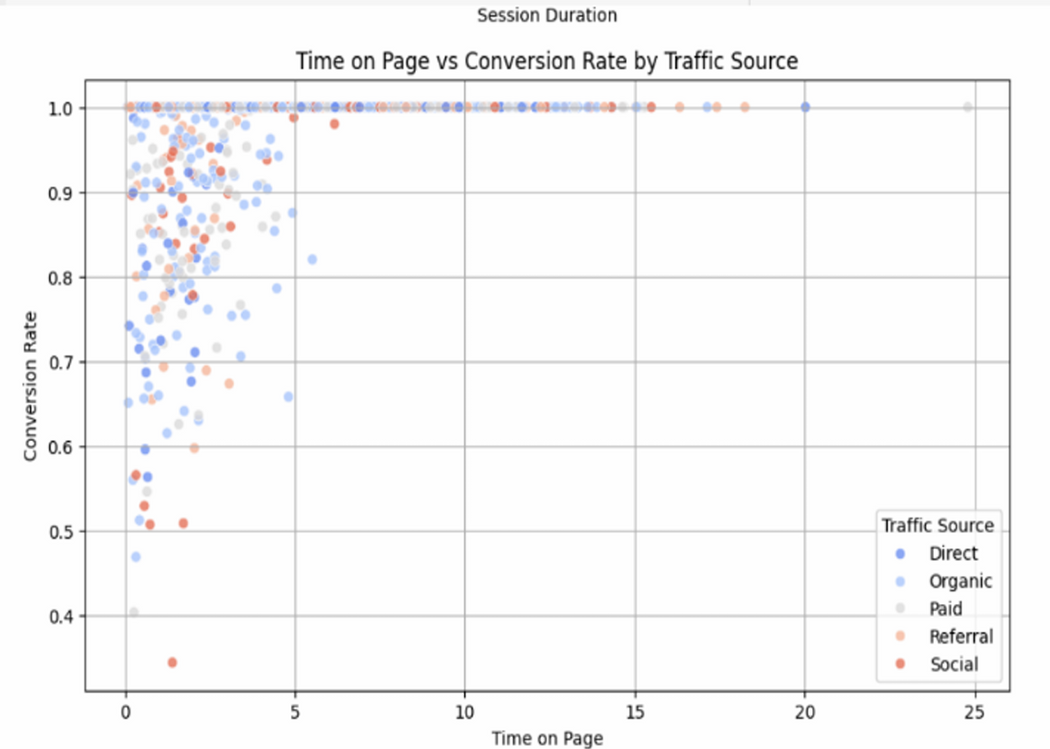 Session Duration
Time on Page vs Conversion Rate by Traffic Source
Conversion Rate
1.0
0.9
0.8
0.7
0.6
0.5
0.4
Traffic Source
Direct
Organic
Paid
Referral
Social
0
5
10
15
20
25
Time on Page